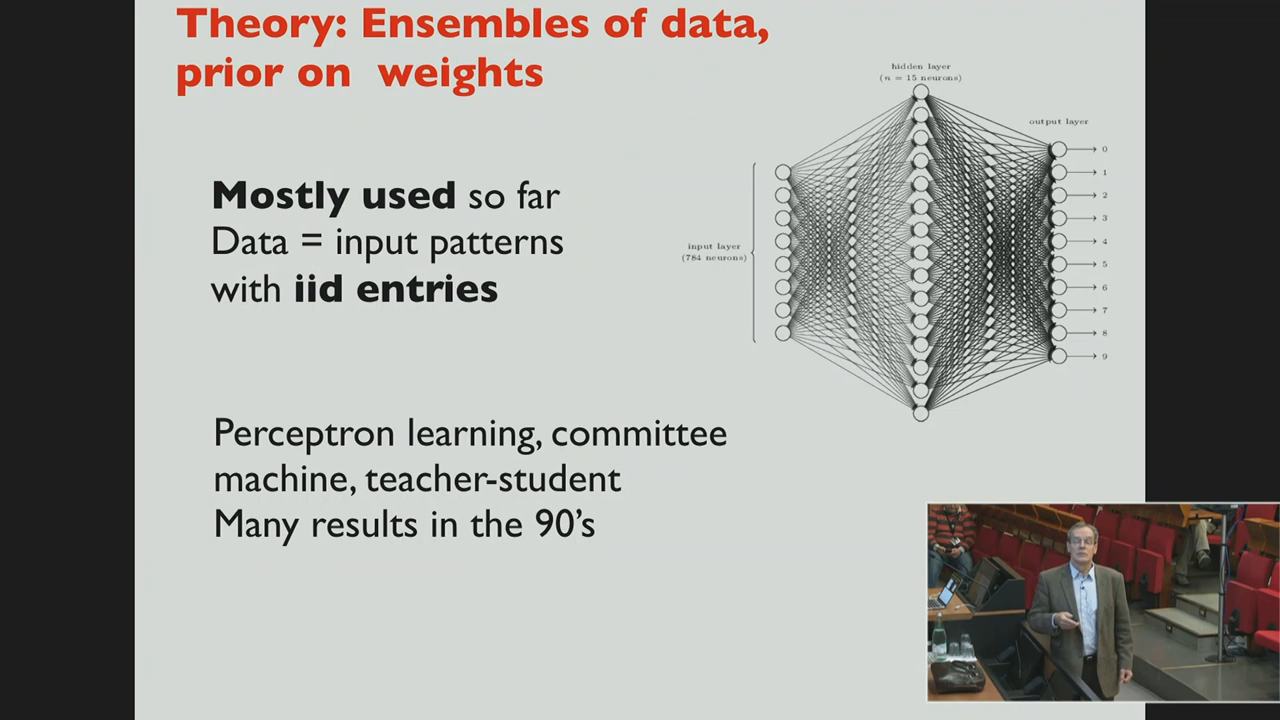 Theory: Ensembles of data,
prior on weights
hidden layer
(n = 15 neurons)
output layer
Mostly used so far
Data = input patterns
with iid entries
input layer
(784 neurons)
0
1
2
3
4
5
6
7
8
9
Perceptron learning, committee
machine, teacher-student
Many results in the 90's